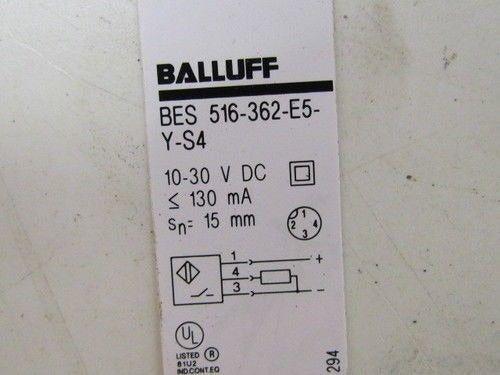 BALLUFF
BES 516-362-E5-
Y-S4
10-30 V DC
≤ 130 mA
sn= 15 mm
1
2 4
3
1 +
4
3 −
UL
LISTED R
81U2
IND.CONT.EQ
294